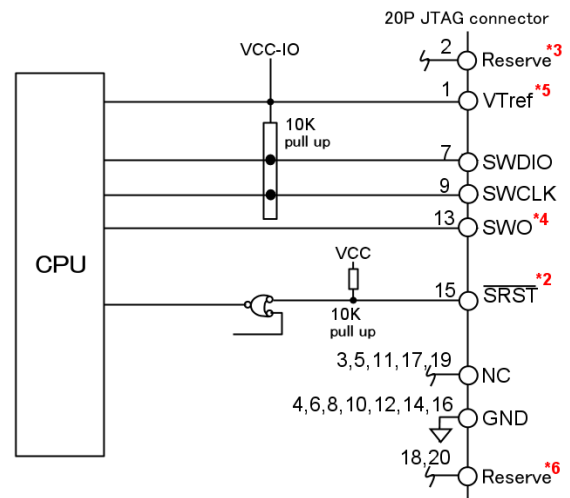 20P JTAG connector
VCC-IO
2 Reserve*3
1 VTref*5
10K
pull up
7 SWDIO
9 SWCLK
13 SWO*4
CPU
VCC
15 SRST*2
10K
pull up
3,5,11,17,19 NC
4,6,8,10,12,14,16 GND
18,20 Reserve*6